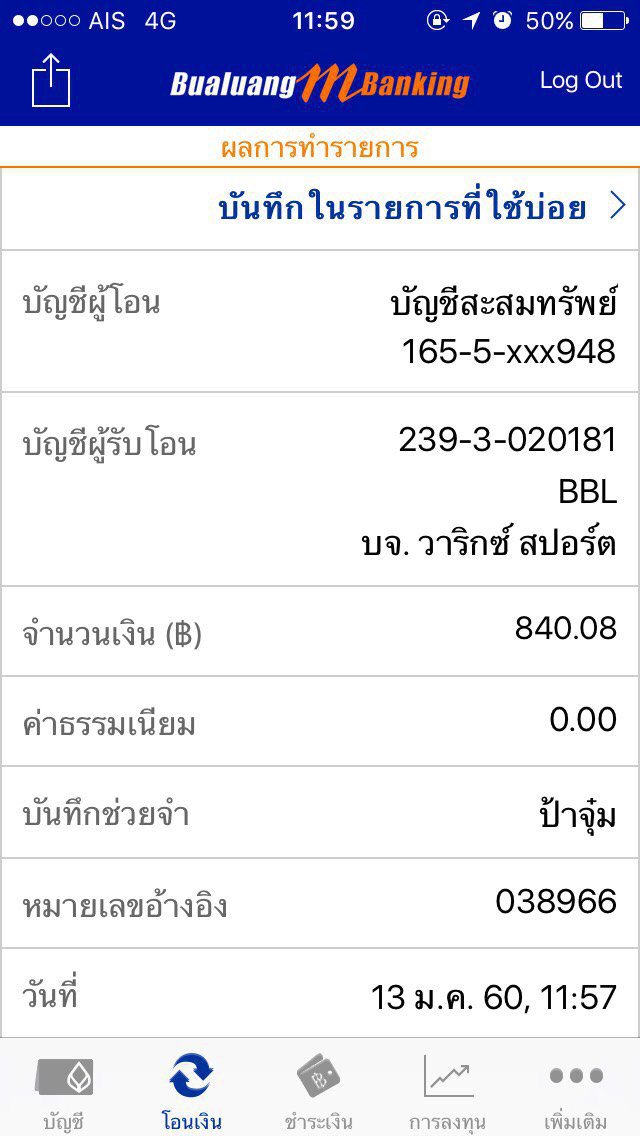 AIS 4G 11:59 50%
Bualuang mBanking Log Out
ผลการทำรายการ
บันทึกในรายการที่ใช้บ่อย
บัญชีผู้โอน บัญชีสะสมทรัพย์
165-5-xxx948
บัญชีผู้รับโอน 239-3-020181
BBL
บจ. วาริกซ์ สปอร์ต
จำนวนเงิน (฿) 840.08
ค่าธรรมเนียม 0.00
บันทึกช่วยจำ ป้าจุ๋ม
หมายเลขอ้างอิง 038966
วันที่ 13 ม.ค. 60, 11:57
บัญชี โอนเงิน ชำระเงิน การลงทุน เพิ่มเติม